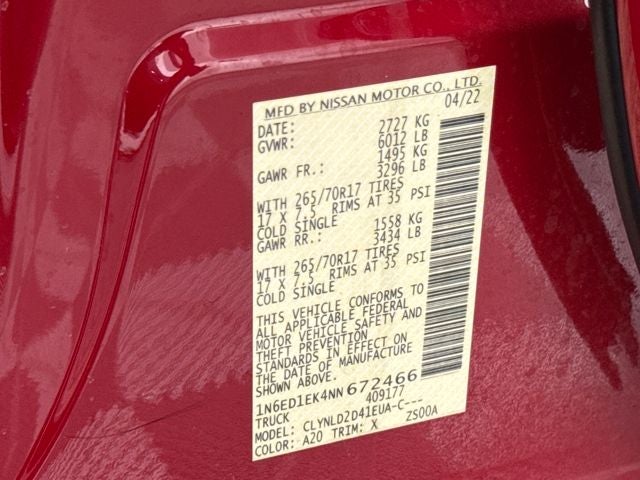 MFD BY NISSAN MOTOR CO., LTD.
DATE: 04/22
GVWR: 2727 KG
6012 LB
GAWR FR.: 1495 KG
3296 LB
WITH 265/70R17 TIRES
17 X 7.5 RIMS AT 35 PSI
COLD SINGLE
GAWR RR.: 1558 KG
3434 LB
WITH 265/70R17 TIRES
17 X 7.5 RIMS AT 35 PSI
COLD SINGLE
THIS VEHICLE CONFORMS TO
ALL APPLICABLE FEDERAL
MOTOR VEHICLE SAFETY AND
THEFT PREVENTION
STANDARDS IN EFFECT ON
THE DATE OF MANUFACTURE
SHOWN ABOVE.
1N6ED1EK4NN672466
TRUCK 409177
MODEL: CLYNLD2D41EUA-C---
COLOR: A20 TRIM: X ZS00A